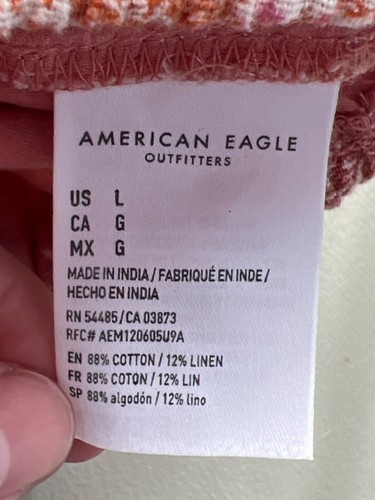 AMERICAN EAGLE
OUTFITTERS
US L
CA G
MX G
MADE IN INDIA / FABRIQUÉ EN INDE /
HECHO EN INDIA
RN 54485/CA 03873
RFC# AEM120605U9A
EN 88% COTTON / 12% LINEN
FR 88% COTON / 12% LIN
SP 88% algodón / 12% lino